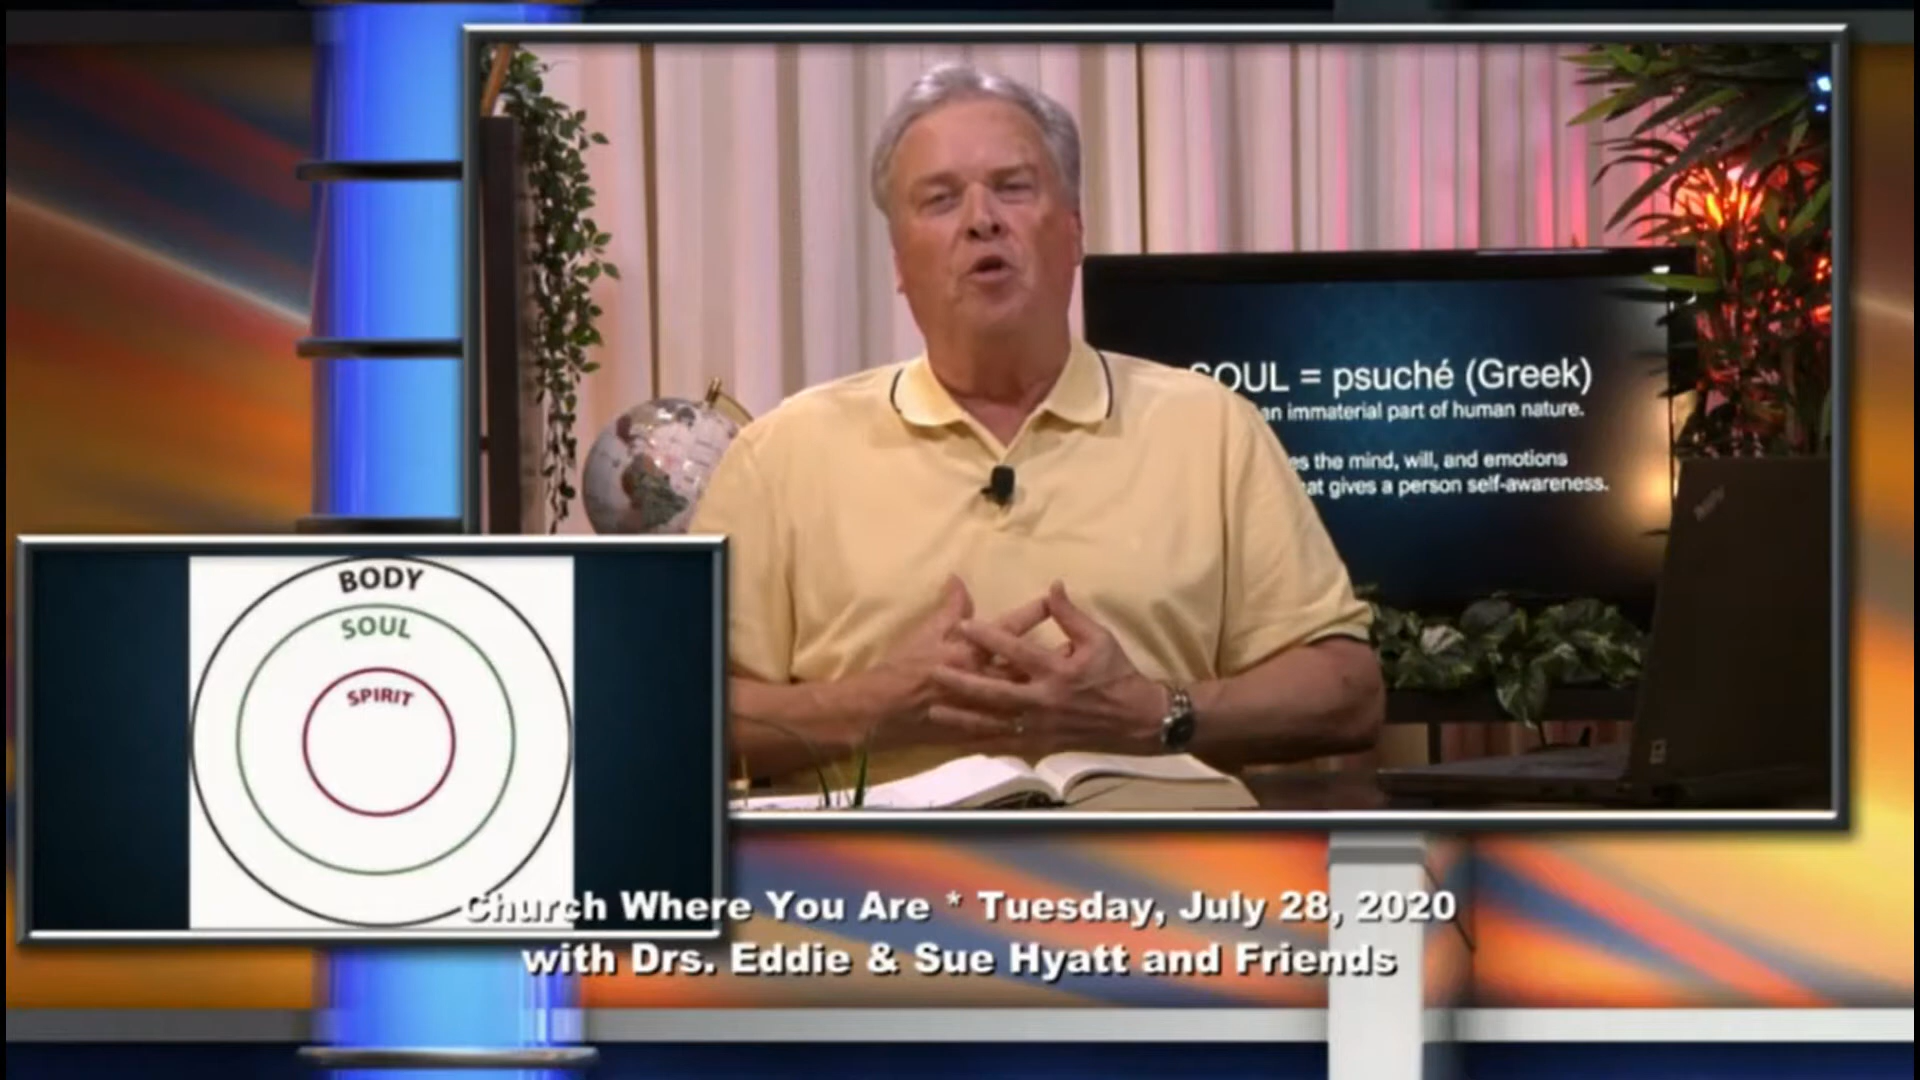 SOUL = psuché (Greek)
an immaterial part of human nature.
the mind, will, and emotions
gives a person self-awareness.
BODY
SOUL
SPIRIT
Church Where You Are * Tuesday, July 28, 2020
with Drs. Eddie & Sue Hyatt and Friends